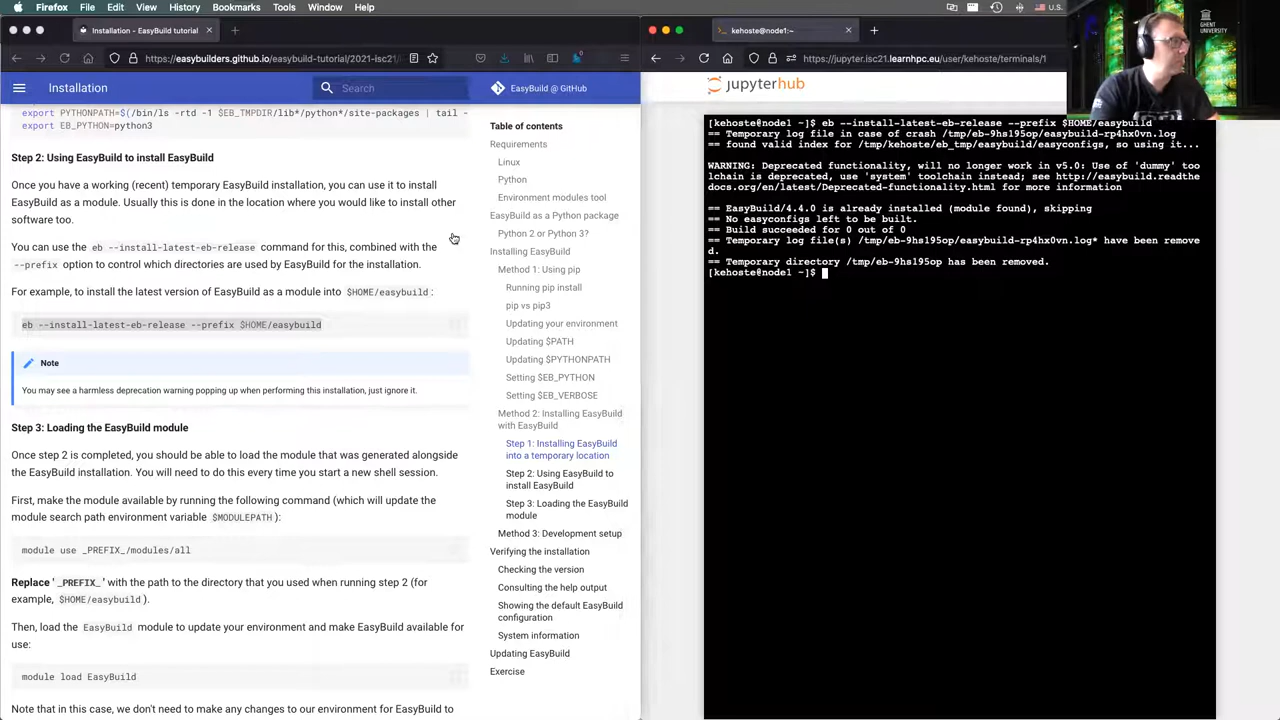 Firefox File Edit View History Bookmarks Tools Window Help
Installation - EasyBuild tutorial
kehoste@node1:~
https://easybuilders.github.io/easybuild-tutorial/2021-isc21/
https://jupyter.isc21.learnhpc.eu/user/kehoste/terminals/1
GHENT
UNIVERSITY
Installation
Search
EasyBuild @ GitHub
jupyterhub
export PYTHONPATH=$(/bin/ls -rtd -1 $EB_TMPDIR/lib*/python*/site-packages | tail -
export EB_PYTHON=python3
Step 2: Using EasyBuild to install EasyBuild
Once you have a working (recent) temporary EasyBuild installation, you can use it to install
EasyBuild as a module. Usually this is done in the location where you would like to install other
software too.
You can use the eb --install-latest-eb-release command for this, combined with the
--prefix option to control which directories are used by EasyBuild for the installation.
For example, to install the latest version of EasyBuild as a module into $HOME/easybuild :
eb --install-latest-eb-release --prefix $HOME/easybuild
Note
You may see a harmless deprecation warning popping up when performing this installation, just ignore it.
Step 3: Loading the EasyBuild module
Once step 2 is completed, you should be able to load the module that was generated alongside
the EasyBuild installation. You will need to do this every time you start a new shell session.
First, make the module available by running the following command (which will update the
module search path environment variable $MODULEPATH ):
module use _PREFIX_/modules/all
Replace '_PREFIX_' with the path to the directory that you used when running step 2 (for
example, $HOME/easybuild ).
Then, load the EasyBuild module to update your environment and make EasyBuild available for
use:
module load EasyBuild
Note that in this case, we don't need to make any changes to our environment for EasyBuild to
Table of contents
Requirements
Linux
Python
Environment modules tool
EasyBuild as a Python package
Python 2 or Python 3?
Installing EasyBuild
Method 1: Using pip
Running pip install
pip vs pip3
Updating your environment
Updating $PATH
Updating $PYTHONPATH
Setting $EB_PYTHON
Setting $EB_VERBOSE
Method 2: Installing EasyBuild
with EasyBuild
Step 1: Installing EasyBuild
into a temporary location
Step 2: Using EasyBuild to
install EasyBuild
Step 3: Loading the EasyBuild
module
Method 3: Development setup
Verifying the installation
Checking the version
Consulting the help output
Showing the default EasyBuild
configuration
System information
Updating EasyBuild
Exercise
[kehoste@node1 ~]$ eb --install-latest-eb-release --prefix $HOME/easybuild
== Temporary log file in case of crash /tmp/eb-9hs195op/easybuild-rp4hx0vn.log
== found valid index for /tmp/kehoste/eb_tmp/easybuild/easyconfigs, so using it...
WARNING: Deprecated functionality, will no longer work in v5.0: Use of 'dummy' too
lchain is deprecated, use 'system' toolchain instead; see http://easybuild.readthe
docs.org/en/latest/Deprecated-functionality.html for more information
== EasyBuild/4.4.0 is already installed (module found), skipping
== No easyconfigs left to be built.
== Build succeeded for 0 out of 0
== Temporary log file(s) /tmp/eb-9hs195op/easybuild-rp4hx0vn.log* have been remove
d.
== Temporary directory /tmp/eb-9hs195op has been removed.
[kehoste@node1 ~]$